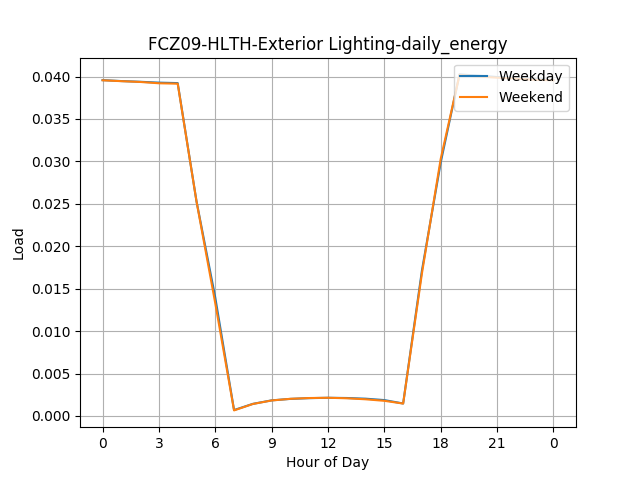 FCZ09-HLTH-Exterior Lighting-daily_energy
Weekday
Weekend
0.040
0.035
0.030
0.025
0.020
0.015
0.010
0.005
0.000
Load
0 3 6 9 12 15 18 21 0
Hour of Day